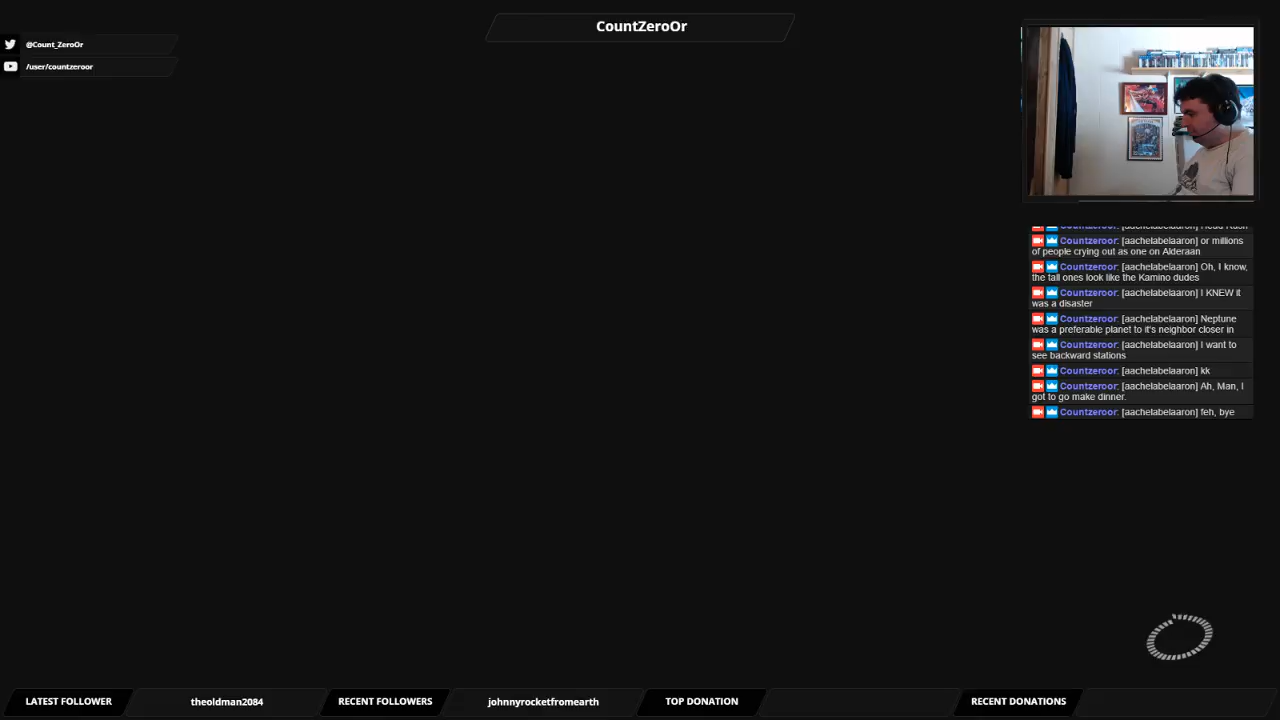 CountZeroOr
@Count_ZeroOr
/user/countzeroor
Countzeroor: [aachelabelaaron] or millions
of people crying out as one on Alderaan
Countzeroor: [aachelabelaaron] Oh, I know,
the tall ones look like the Kamino dudes
Countzeroor: [aachelabelaaron] I KNEW it
was a disaster
Countzeroor: [aachelabelaaron] Neptune
was a preferable planet to it's neighbor closer in
Countzeroor: [aachelabelaaron] I want to
see backward stations
Countzeroor: [aachelabelaaron] kk
Countzeroor: [aachelabelaaron] Ah, Man, I
got to go make dinner.
Countzeroor: [aachelabelaaron] feh, bye
LATEST FOLLOWER
theoldman2084
RECENT FOLLOWERS
johnnyrocketfromearth
TOP DONATION
RECENT DONATIONS